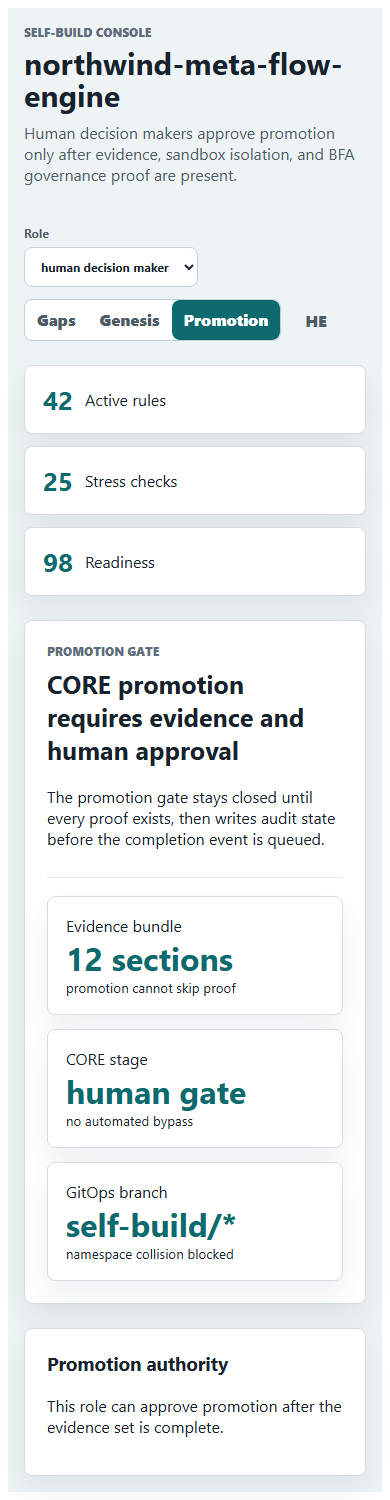 SELF-BUILD CONSOLE
northwind-meta-flow-
engine
Human decision makers approve promotion
only after evidence, sandbox isolation, and BFA
governance proof are present.
Role
human decision maker
Gaps Genesis Promotion HE
42 Active rules
25 Stress checks
98 Readiness
PROMOTION GATE
CORE promotion
requires evidence and
human approval
The promotion gate stays closed until
every proof exists, then writes audit state
before the completion event is queued.
Evidence bundle
12 sections
promotion cannot skip proof
CORE stage
human gate
no automated bypass
GitOps branch
self-build/*
namespace collision blocked
Promotion authority
This role can approve promotion after the
evidence set is complete.